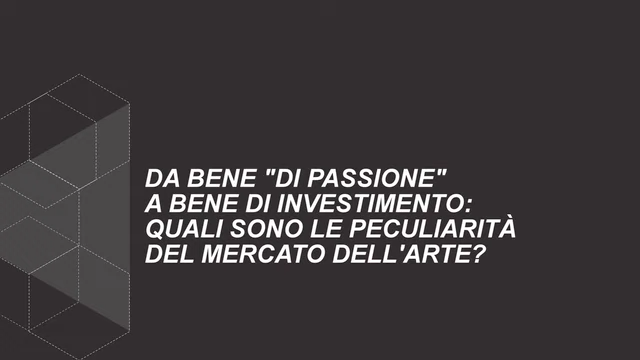 DA BENE "DI PASSIONE"
A BENE DI INVESTIMENTO:
QUALI SONO LE PECULIARITÀ
DEL MERCATO DELL'ARTE?